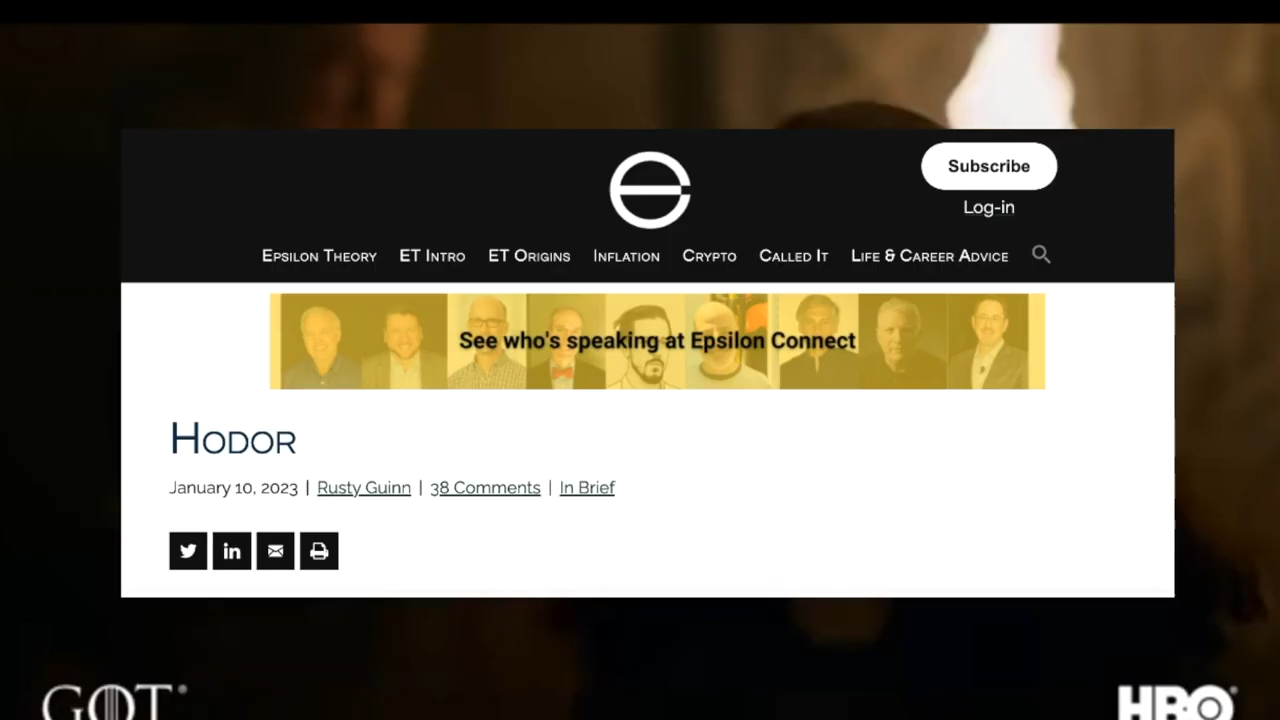 Subscribe
Log-in
Epsilon Theory ET Intro ET Origins Inflation Crypto Called It Life & Career Advice
See who's speaking at Epsilon Connect
Hodor
January 10, 2023 | Rusty Guinn | 38 Comments | In Brief
in
GOT
HBO